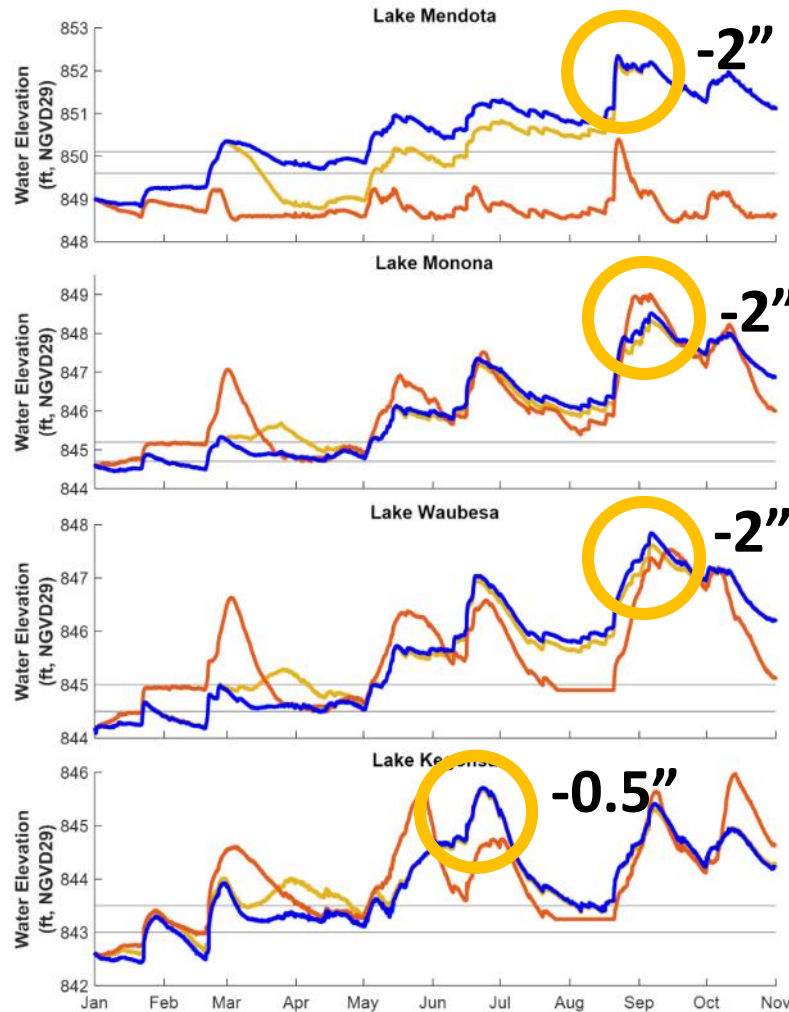 Lake Mendota
-2”
853
852
851
850
849
848
Water Elevation
(ft, NGVD29)
Lake Monona
-2”
849
848
847
846
845
844
Water Elevation
(ft, NGVD29)
Lake Waubesa
-2”
848
847
846
845
844
Water Elevation
(ft, NGVD29)
Lake Kegonsa
-0.5”
846
845
844
843
842
Water Elevation
(ft, NGVD29)
Jan Feb Mar Apr May Jun Jul Aug Sep Oct Nov